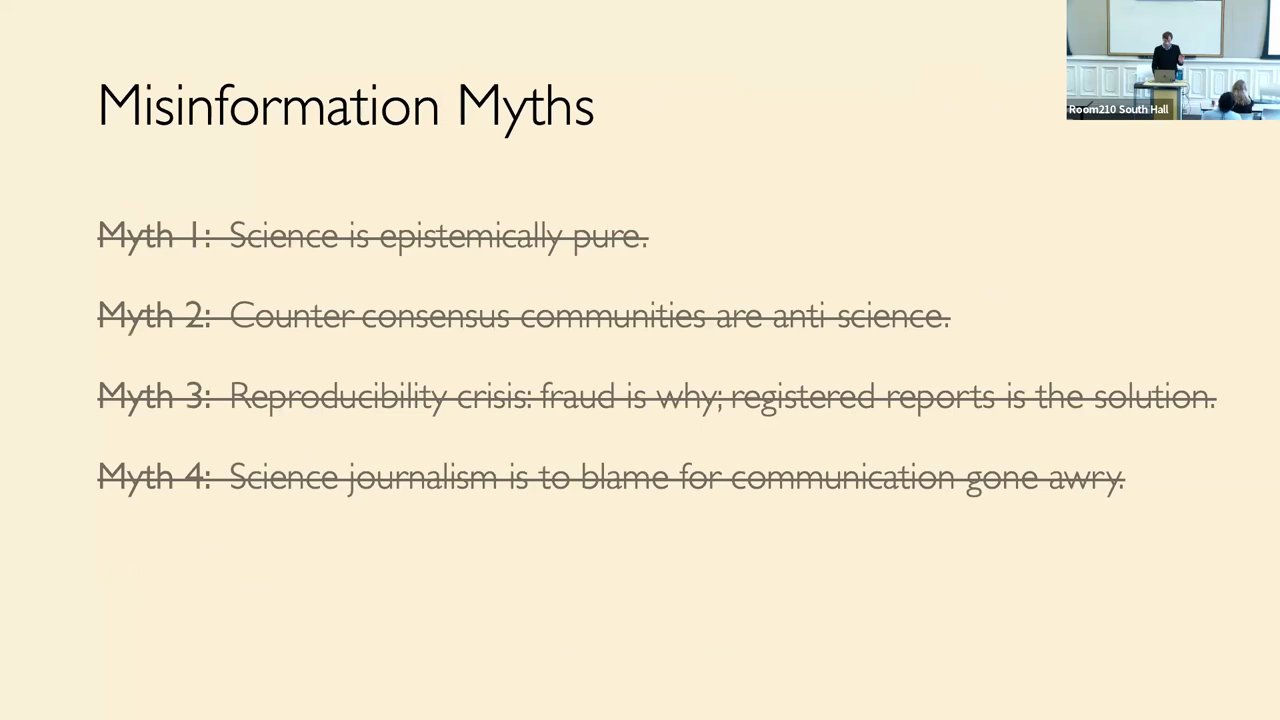 Misinformation Myths
Room210 South Hall
Myth 1: Science is epistemically pure.
Myth 2: Counter consensus communities are anti science.
Myth 3: Reproducibility crisis: fraud is why; registered reports is the solution.
Myth 4: Science journalism is to blame for communication gone awry.